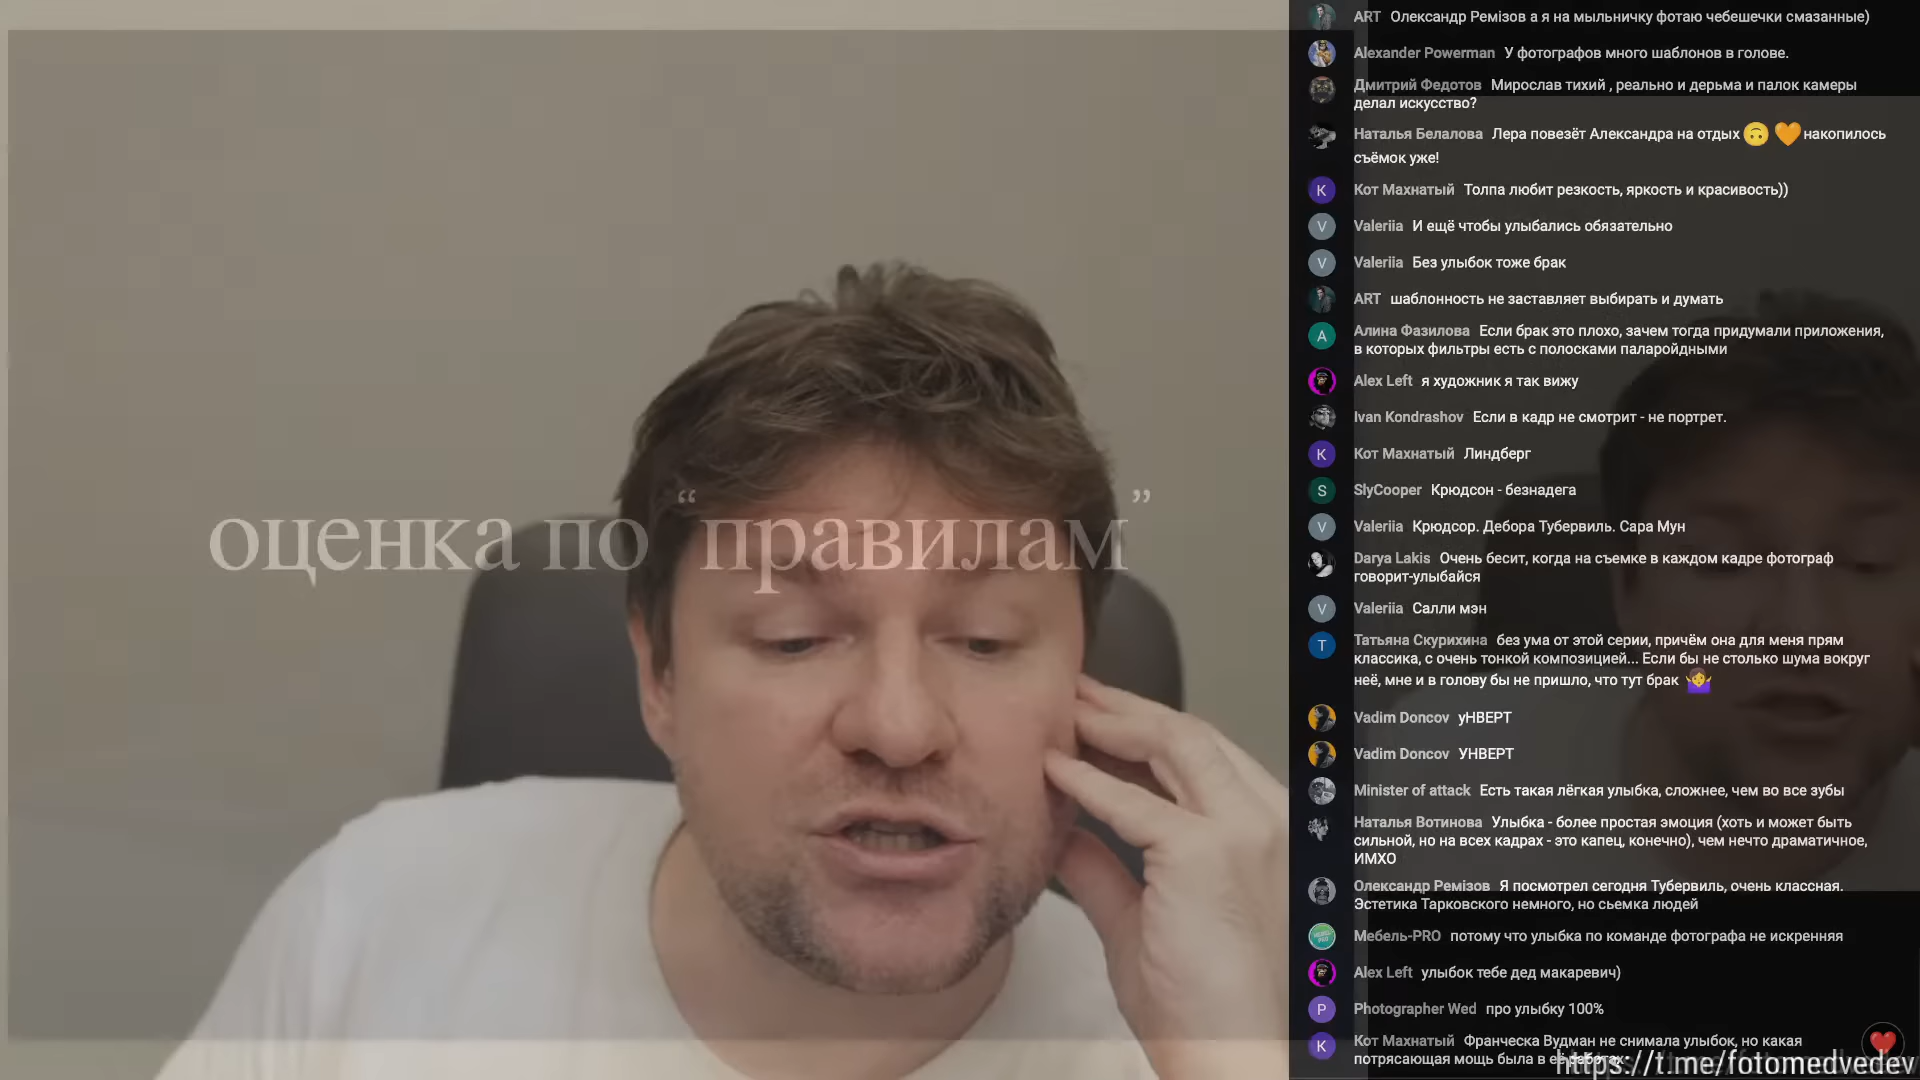 оценка по “правилам”
ART Олександр Ремізов а я на мыльничку фотаю чебешечки смазанные)
Alexander Powerman У фотографов много шаблонов в голове.
Дмитрий Федотов Мирослав тихий , реально и дерьма и палок камеры
делал искусство?
Наталья Белалова Лера повезёт Александра на отдых 🙃 🧡 накопилось
съёмок уже!
К Кот Махнатый Толпа любит резкость, яркость и красивость))
V Valeriia И ещё чтобы улыбались обязательно
V Valeriia Без улыбок тоже брак
ART шаблонность не заставляет выбирать и думать
А Алина Фазилова Если брак это плохо, зачем тогда придумали приложения,
в которых фильтры есть с полосками паларойдными
Alex Left я художник я так вижу
Ivan Kondrashov Если в кадр не смотрит - не портрет.
К Кот Махнатый Линдберг
S SlyCooper Крюдсон - безнадега
V Valeriia Крюдсор. Дебора Тубервиль. Сара Мун
Darya Lakis Очень бесит, когда на съемке в каждом кадре фотограф
говорит-улыбайся
V Valeriia Салли мэн
Т Татьяна Скурихина без ума от этой серии, причём она для меня прям
классика, с очень тонкой композицией... Если бы не столько шума вокруг
неё, мне и в голову бы не пришло, что тут брак 🤷‍♀️
Vadim Doncov уНВЕРТ
Vadim Doncov УНВЕРТ
Minister of attack Есть такая лёгкая улыбка, сложнее, чем во все зубы
Наталья Вотинова Улыбка - более простая эмоция (хоть и может быть
сильной, но на всех кадрах - это капец, конечно), чем нечто драматичное,
ИМХО
Олександр Ремізов Я посмотрел сегодня Тубервиль, очень классная.
Эстетика Тарковского немного, но сьемка людей
Мебель-PRO потому что улыбка по команде фотографа не искренняя
Alex Left улыбок тебе дед макаревич)
P Photographer Wed про улыбку 100%
К Кот Махнатый Франческа Вудман не снимала улыбок, но какая
потрясающая мощь была в её работах
https://t.me/fotomedvedev